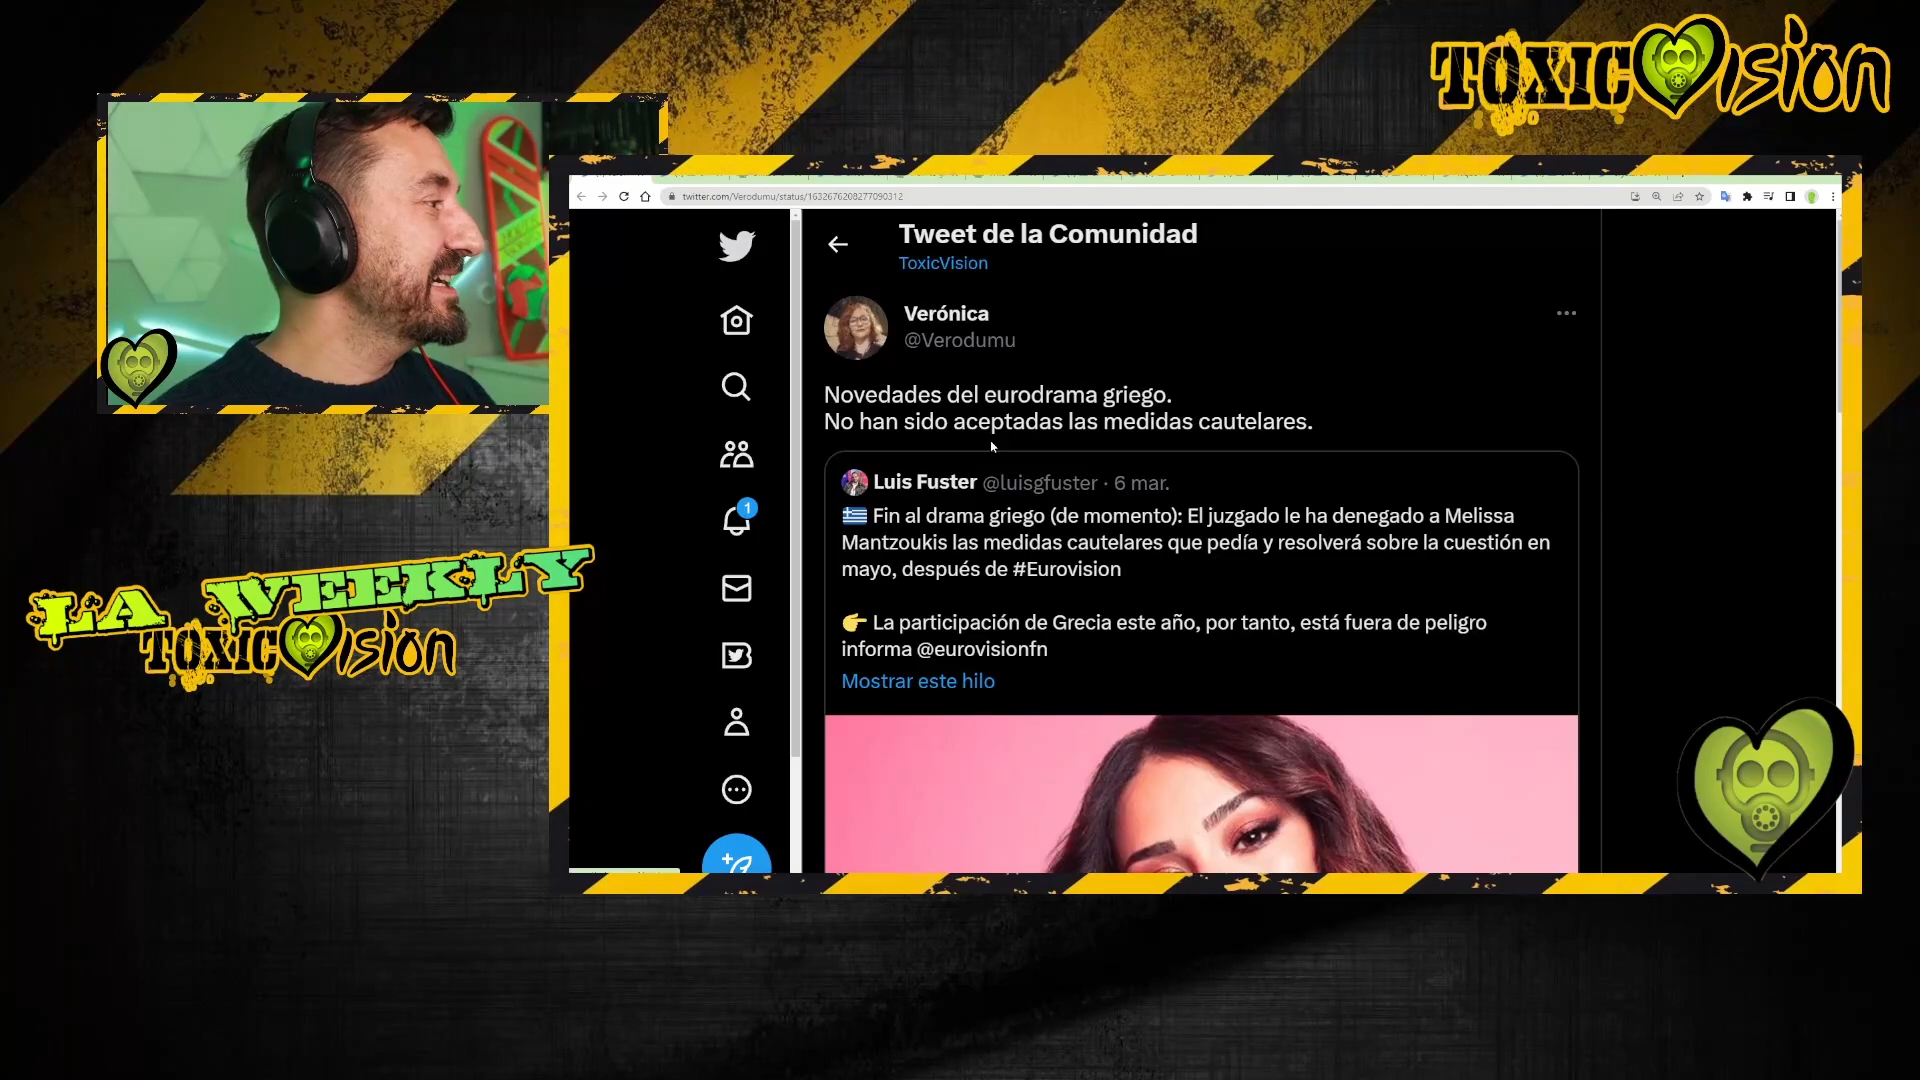 TOXICVision
twitter.com/Verodumu/status/1632676208277090312
Tweet de la Comunidad
ToxicVision
Verónica
@Verodumu
Novedades del eurodrama griego.
No han sido aceptadas las medidas cautelares.
Luis Fuster @luisgfuster · 6 mar.
Fin al drama griego (de momento): El juzgado le ha denegado a Melissa
Mantzoukis las medidas cautelares que pedía y resolverá sobre la cuestión en
mayo, después de #Eurovision
La participación de Grecia este año, por tanto, está fuera de peligro
informa @eurovisionfn
Mostrar este hilo
1
LA WEEKLY
TOXICVision